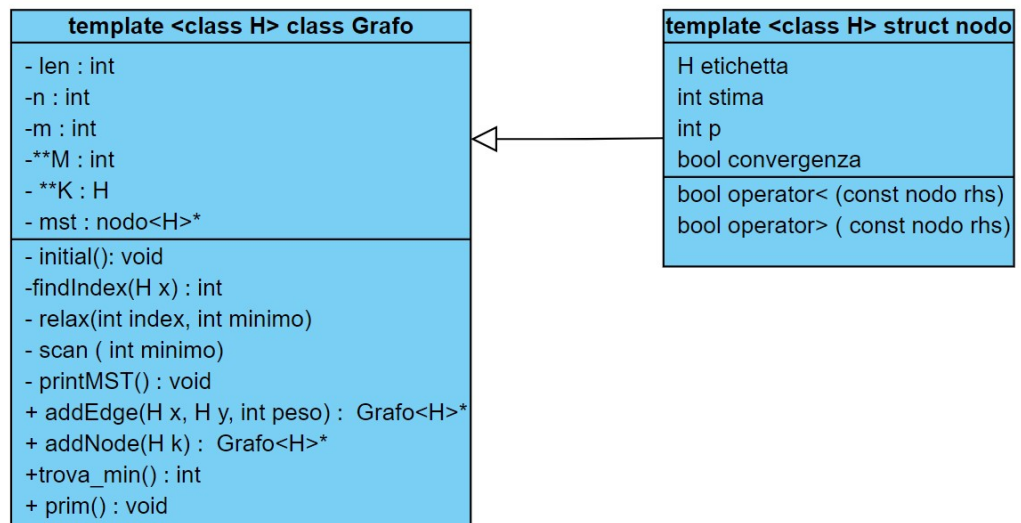 template <class H> class Grafo
- len : int
-n : int
-m : int
-**M : int
- **K : H
- mst : nodo<H>*
- initial(): void
-findIndex(H x) : int
- relax(int index, int minimo)
- scan ( int minimo)
- printMST() : void
+ addEdge(H x, H y, int peso) :  Grafo<H>*
+ addNode(H k) :  Grafo<H>*
+trova_min() : int
+ prim() : void
template <class H> struct nodo
H etichetta
int stima
int p
bool convergenza
bool operator< (const nodo rhs)
bool operator> ( const nodo rhs)